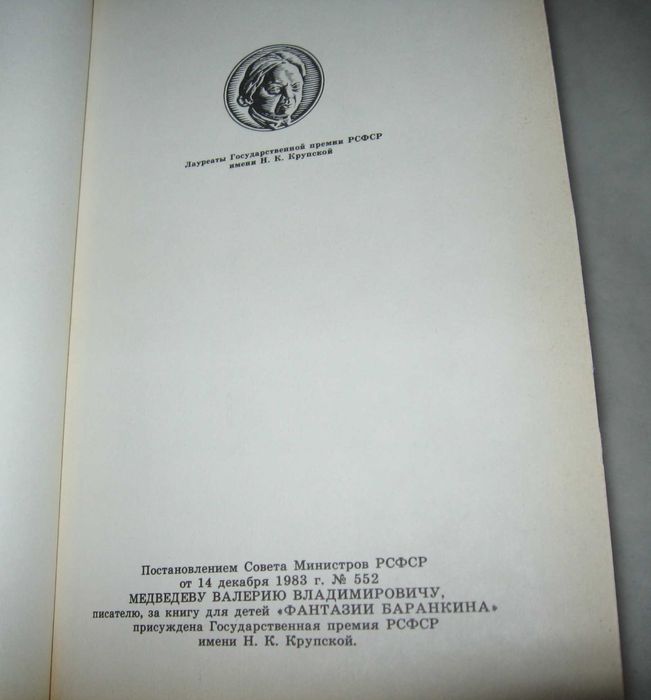 Лауреаты Государственной премии РСФСР
имени Н. К. Крупской
Постановлением Совета Министров РСФСР
от 14 декабря 1983 г. № 552
МЕДВЕДЕВУ ВАЛЕРИЮ ВЛАДИМИРОВИЧУ,
писателю, за книгу для детей «ФАНТАЗИИ БАРАНКИНА»
присуждена Государственная премия РСФСР
имени Н. К. Крупской.